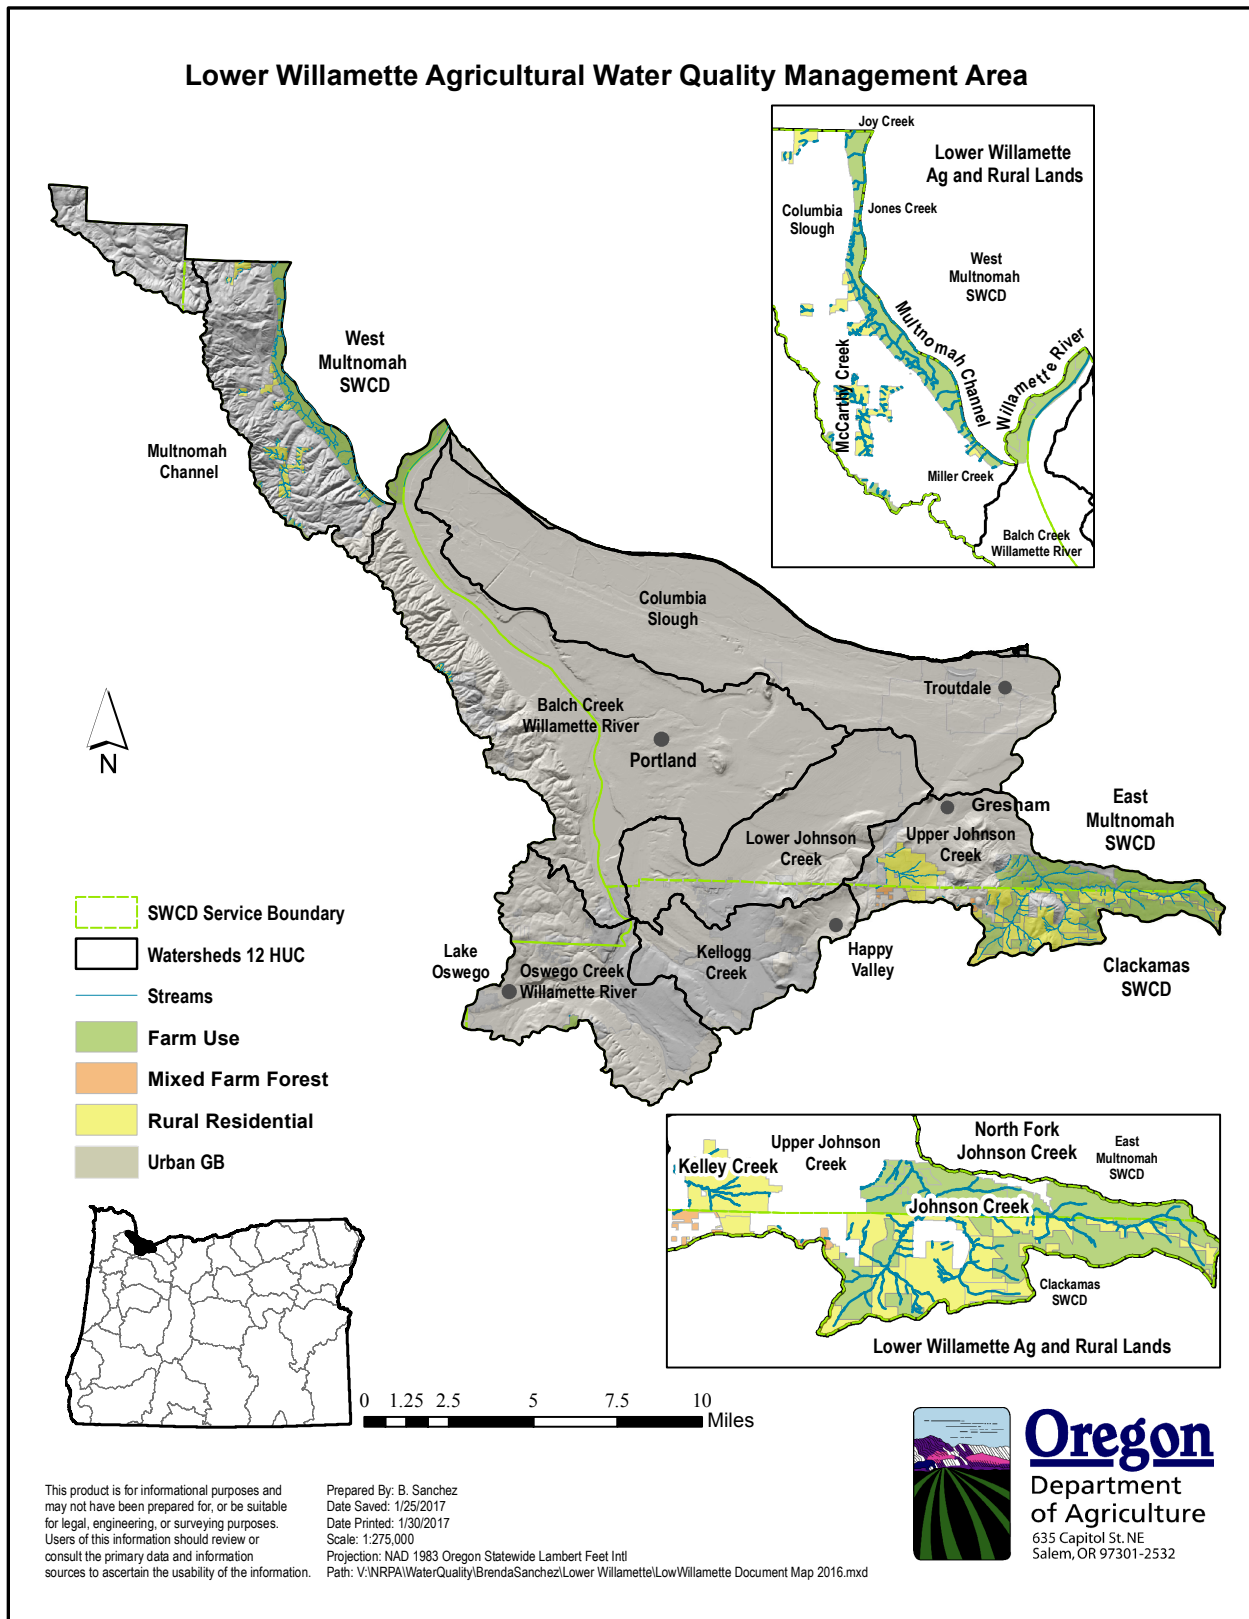 Lower Willamette Agricultural Water Quality Management Area
Joy Creek
Lower Willamette
Ag and Rural Lands
Columbia
Slough
Jones Creek
West
Multnomah
SWCD
Multnomah Channel
Willamette River
McCarthy Creek
Miller Creek
Balch Creek
Willamette River
West
Multnomah
SWCD
Multnomah
Channel
Columbia
Slough
Troutdale
Balch Creek
Willamette River
Portland
N
Gresham
East
Multnomah
SWCD
Lower Johnson
Creek
Upper Johnson
Creek
Lake
Oswego
Kellogg
Creek
Happy
Valley
Oswego Creek
Willamette River
Clackamas
SWCD
SWCD Service Boundary
Watersheds 12 HUC
Streams
Farm Use
Mixed Farm Forest
Rural Residential
Urban GB
Kelley Creek
Upper Johnson
Creek
North Fork
Johnson Creek
East
Multnomah
SWCD
Johnson Creek
Clackamas
SWCD
Lower Willamette Ag and Rural Lands
0 1.25 2.5 5 7.5 10
Miles
This product is for informational purposes and
may not have been prepared for, or be suitable
for legal, engineering, or surveying purposes.
Users of this information should review or
consult the primary data and information
sources to ascertain the usability of the information.
Prepared By: B. Sanchez
Date Saved: 1/25/2017
Date Printed: 1/30/2017
Scale: 1:275,000
Projection: NAD 1983 Oregon Statewide Lambert Feet Intl
Path: V:\NRPA\WaterQuality\BrendaSanchez\Lower Willamette\LowWillamette Document Map 2016.mxd
Oregon
Department
of Agriculture
635 Capitol St. NE
Salem, OR 97301-2532